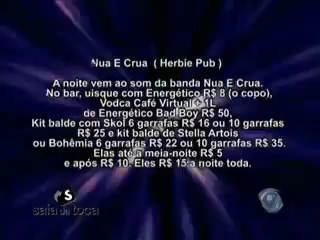 Nua E Crua ( Herbie Pub )
A noite vem ao som da banda Nua E Crua.
No bar, uisque com Energético R$ 8 (o copo),
Vodca Café Virtual + 1L
de Energético Bad Boy R$ 50,
Kit balde com Skol 6 garrafas R$ 16 ou 10 garrafas
R$ 25 e kit balde de Stella Artois
ou Bohêmia 6 garrafas R$ 22 ou 10 garrafas R$ 35.
Elas até a meia-noite R$ 5
e após R$ 10. Eles R$ 15 a noite toda.
S
saia da toca